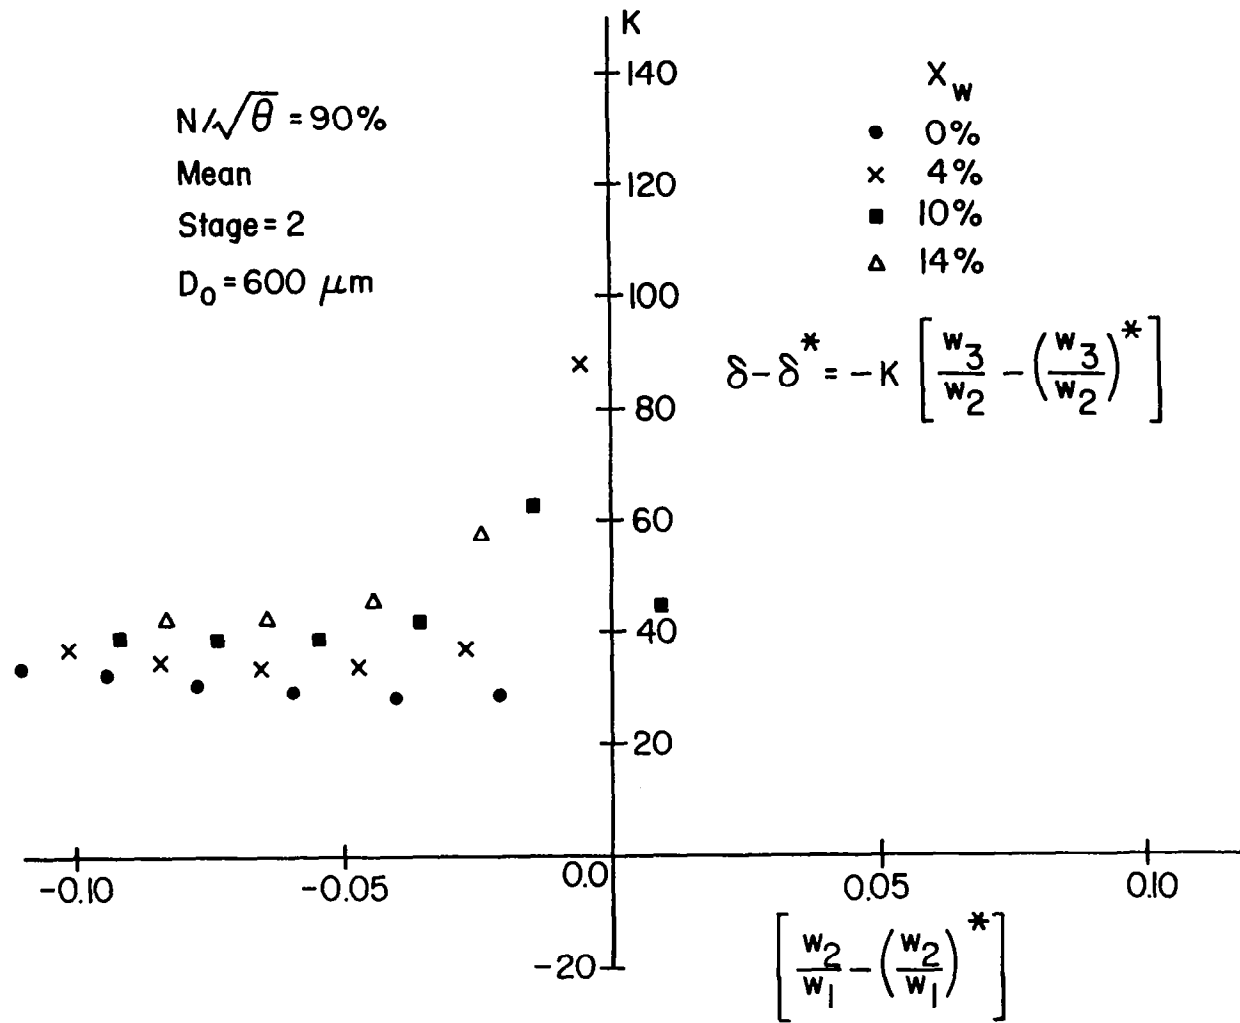 K
140
N/√θ = 90%
Mean
Stage = 2
D₀ = 600 μm
X_w
● 0%
× 4%
■ 10%
△ 14%
120
100
δ-δ* = -K [w₃/w₂ - (w₃/w₂)*]
80
60
40
20
-0.10 -0.05 0.0 0.05 0.10
-20
[w₂/w₁ - (w₂/w₁)*]